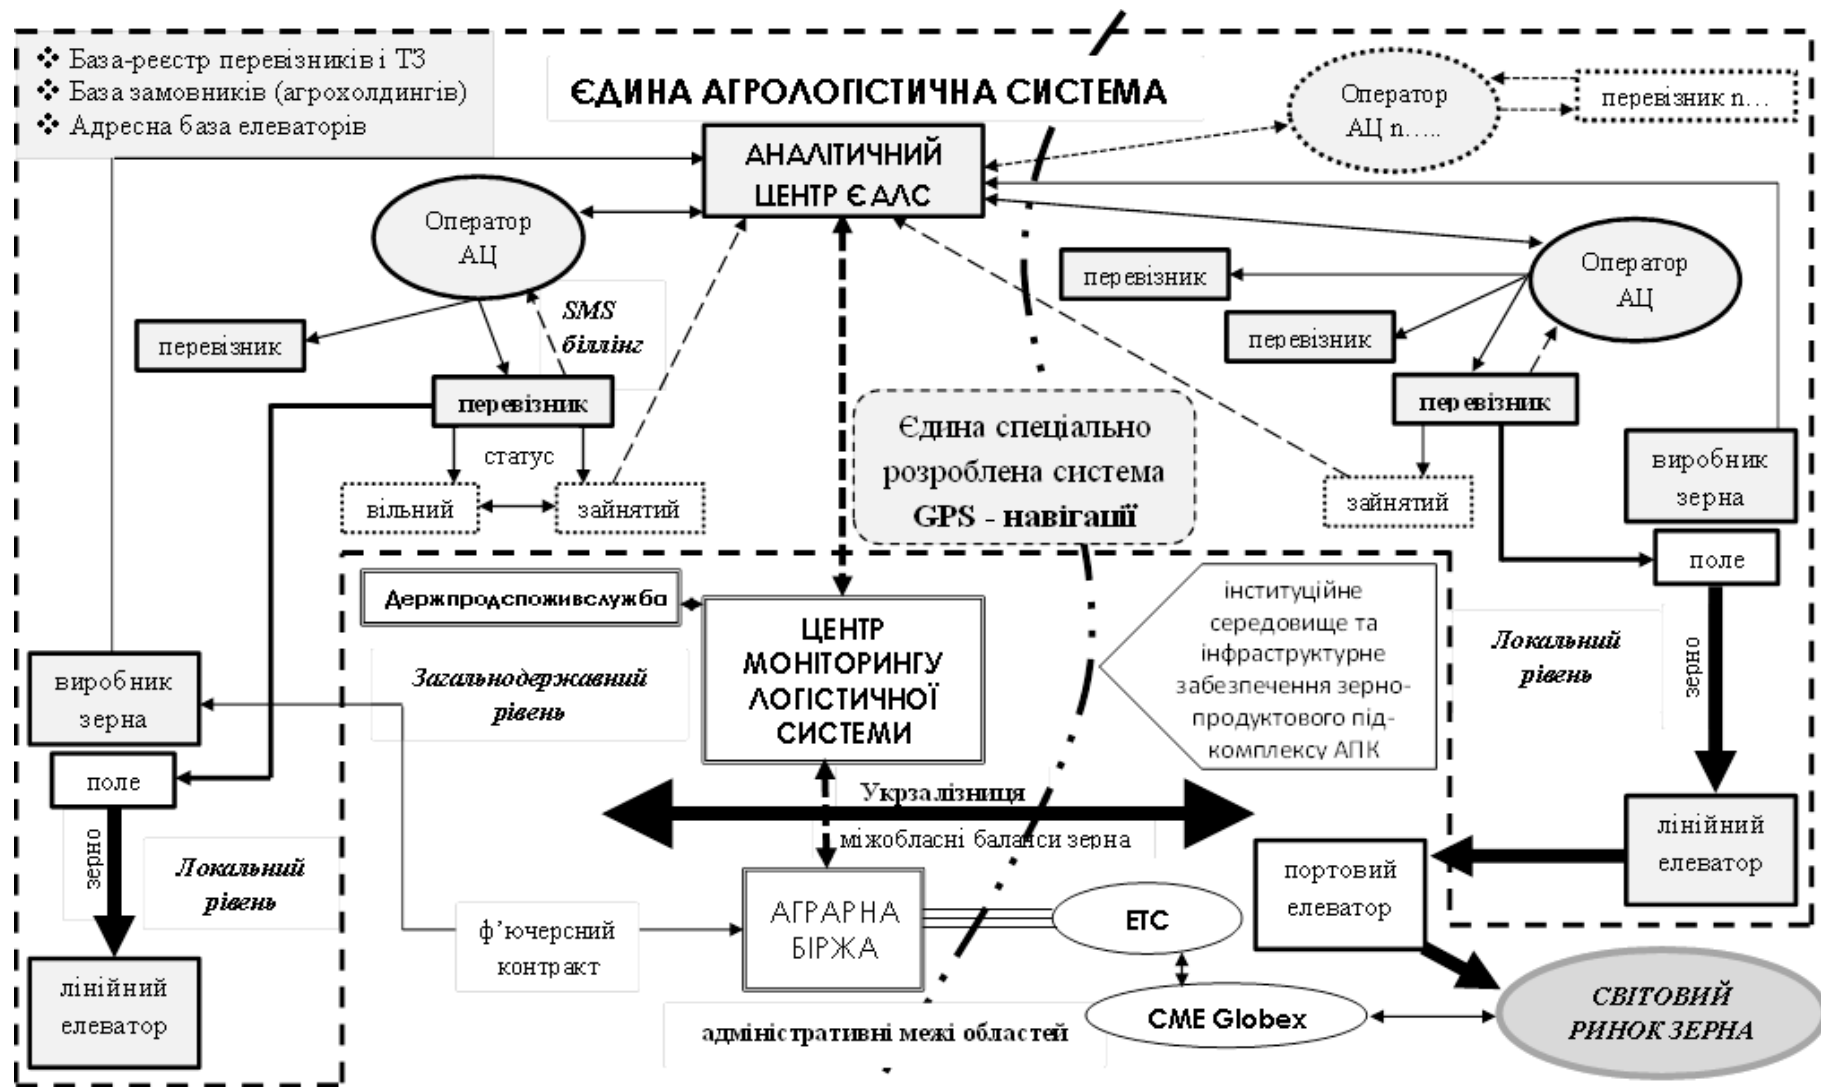 ❖ База-реєстр перевізників і ТЗ
❖ База замовників (агрохолдингів)
❖ Адресна база елеваторів
ЄДИНА АГРОЛОГІСТИЧНА СИСТЕМА
Оператор
АЦ n…..
перевізник n…
АНАЛІТИЧНИЙ
ЦЕНТР ЄАЛС
Оператор
АЦ
Оператор
АЦ
перевізник
перевізник
SMS
біллінг
перевізник
перевізник
перевізник
Єдина спеціально
розроблена система
GPS - навігації
статус
вільний
зайнятий
зайнятий
виробник
зерна
поле
Держпродспоживслужба
ЦЕНТР
МОНІТОРИНГУ
ЛОГІСТИЧНОЇ
СИСТЕМИ
Загальнодержавний
рівень
інституційне
середовище та
інфраструктурне
забезпечення зерно-
продуктового під-
комплексу АПК
Локальний
рівень
зерно
виробник
зерна
поле
зерно
Локальний
рівень
лінійний
елеватор
Укрзалізниця
міжобласні баланси зерна
лінійний
елеватор
портовий
елеватор
ф’ючерсний
контракт
АГРАРНА
БІРЖА
ETC
CME Globex
СВІТОВИЙ
РИНОК ЗЕРНА
адміністративні межі областей